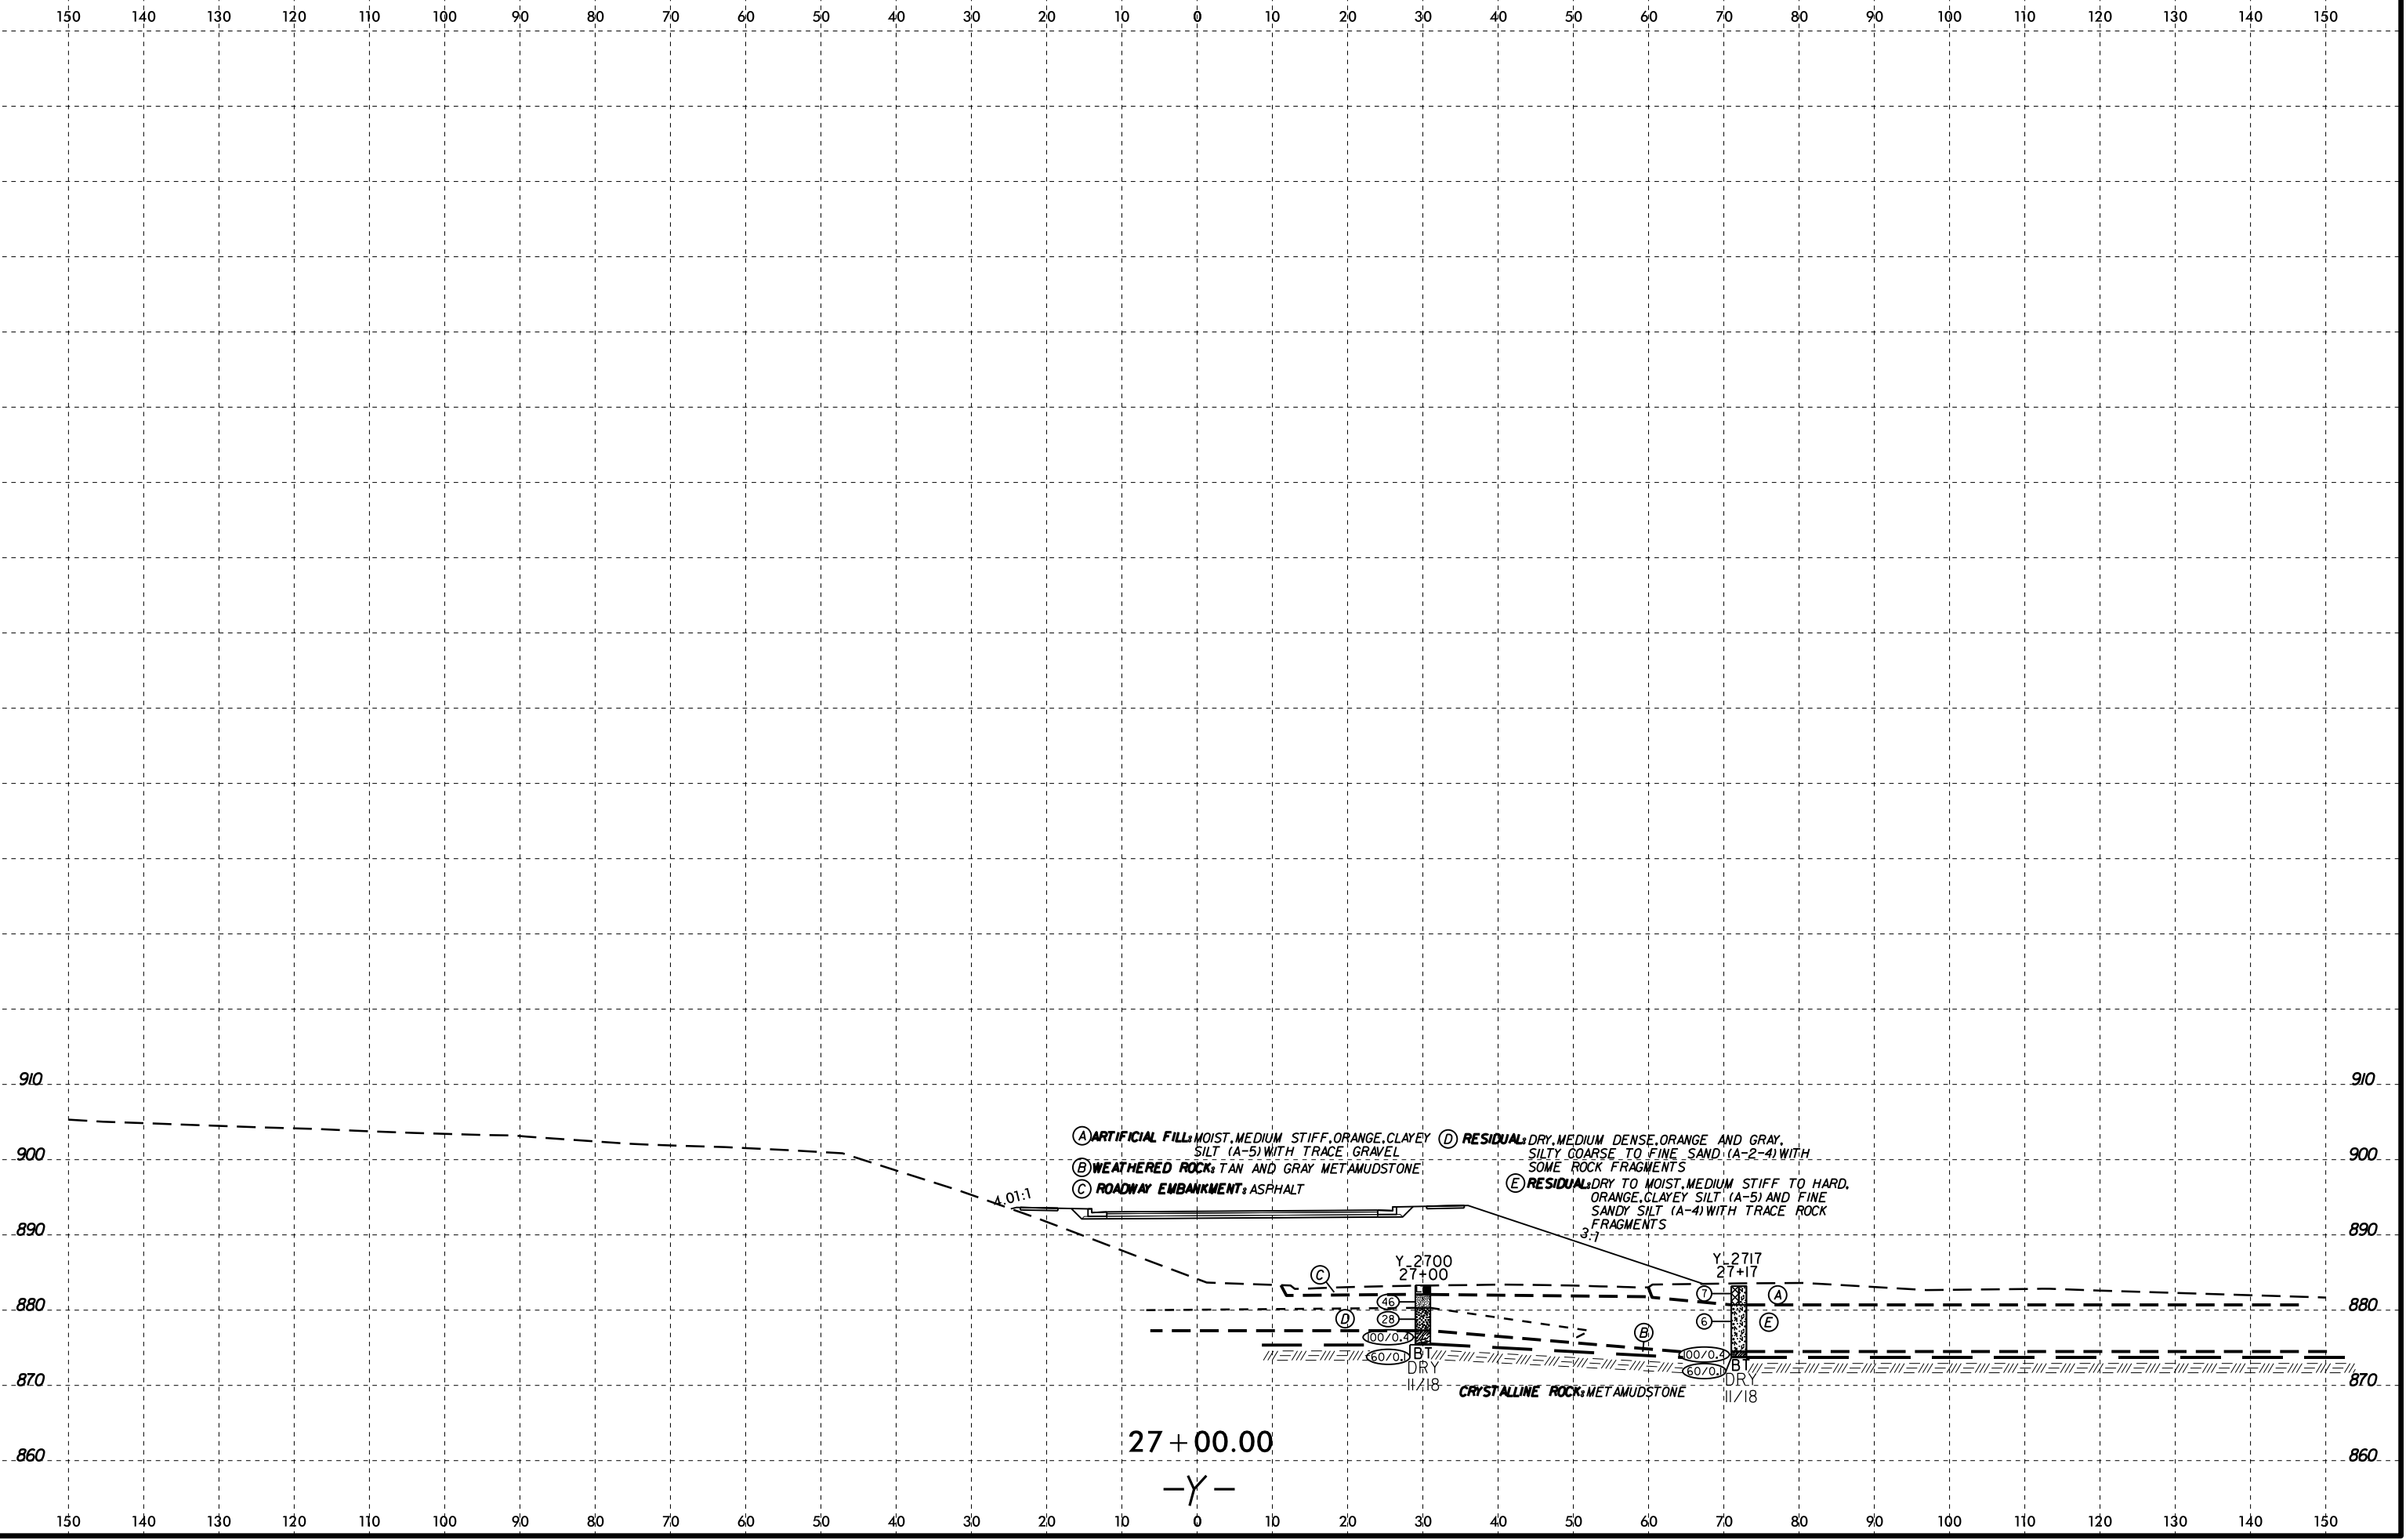 150 140 130 120 110 100 90 80 70 60 50 40 30 20 10 0 10 20 30 40 50 60 70 80 90 100 110 120 130 140 150
910 910
900 900
890 890
880 880
870 870
860 860
Ⓐ ARTIFICIAL FILL: MOIST, MEDIUM STIFF, ORANGE, CLAYEY
SILT (A-5) WITH TRACE GRAVEL
Ⓑ WEATHERED ROCK: TAN AND GRAY METAMUDSTONE
Ⓒ ROADWAY EMBANKMENT: ASPHALT
Ⓓ RESIDUAL: DRY, MEDIUM DENSE, ORANGE AND GRAY,
SILTY COARSE TO FINE SAND (A-2-4) WITH
SOME ROCK FRAGMENTS
Ⓔ RESIDUAL: DRY TO MOIST, MEDIUM STIFF TO HARD,
ORANGE, CLAYEY SILT (A-5) AND FINE
SANDY SILT (A-4) WITH TRACE ROCK
FRAGMENTS
4.01:1
3:1
Y_2700
27+00
Ⓒ
46
Ⓓ
28
100/0.4
60/0.1
BT
DRY
11/18
Y_2717
27+17
7
Ⓐ
6
Ⓔ
Ⓑ
100/0.4
60/0.1
BT
DRY
11/18
CRYSTALLINE ROCK: METAMUDSTONE
27+00.00
-Y-
150 140 130 120 110 100 90 80 70 60 50 40 30 20 10 0 10 20 30 40 50 60 70 80 90 100 110 120 130 140 150